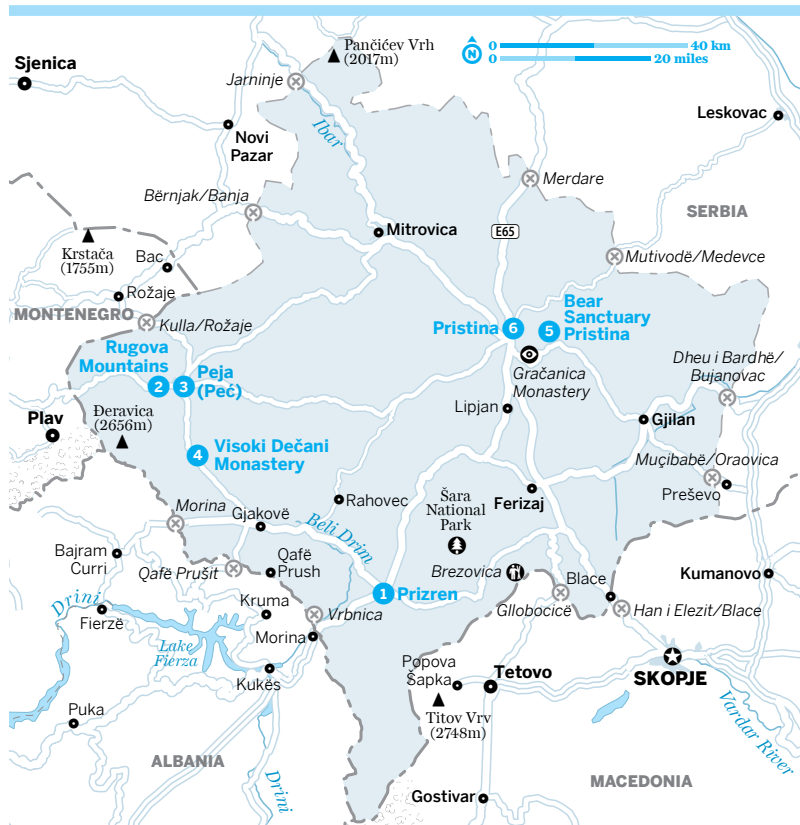 Pančićev Vrh
(2017m)
0
40 km
N
0
20 miles
Sjenica
Jarninje
Leskovac
Ibar
Novi
Pazar
Merdare
Bërnjak/Banja
SERBIA
Mitrovica
E65
Krstača
(1755m)
Bac
Mutivodë/Medevce
Rožaje
MONTENEGRO
Kulla/Rožaje
Pristina
6
5
Bear
Sanctuary
Pristina
Rugova
Mountains
2
3
Peja
(Peć)
Gračanica
Monastery
Dheu i Bardhë/
Bujanovac
Plav
Đeravica
(2656m)
Lipjan
Gjilan
4
Visoki Dečani
Monastery
Muçibabë/Oraovica
Preševo
Morina
Gjakovë
Beli Drim
Rahovec
Šara
National
Park
Ferizaj
Bajram
Curri
Qafë Prušit
Qafë
Prush
Brezovica
Blace
Kumanovo
Drini
Fierzë
Kruma
Vrbnica
1
Prizren
Gllobocicë
Han i Elezit/Blace
Lake
Fierza
Morina
Kukës
Popova
Šapka
Tetovo
SKOPJE
Puka
Titov Vrv
(2748m)
Vardar River
ALBANIA
Drini
MACEDONIA
Gostivar